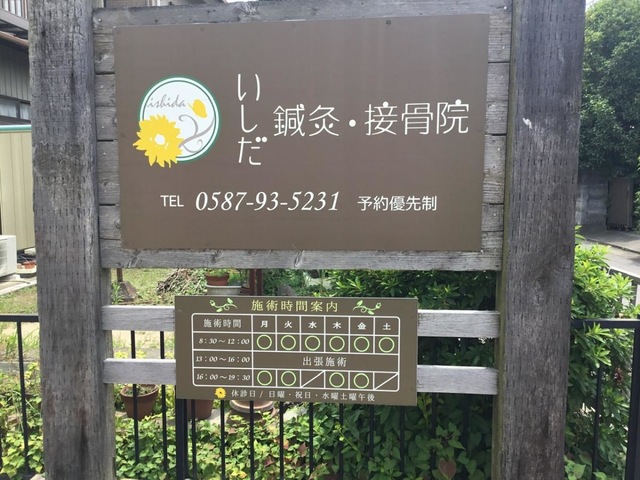 ishida
いしだ
鍼灸・接骨院
TEL 0587-93-5231 予約優先制
施術時間案内
施術時間 月 火 水 木 金 土
8:30〜12:00 ○ ○ ○ ○ ○ ○
13:00〜16:00 出張施術
16:00〜19:30 ○ ○ ／ ○ ○ ／
休診日/日曜・祝日・水曜土曜午後